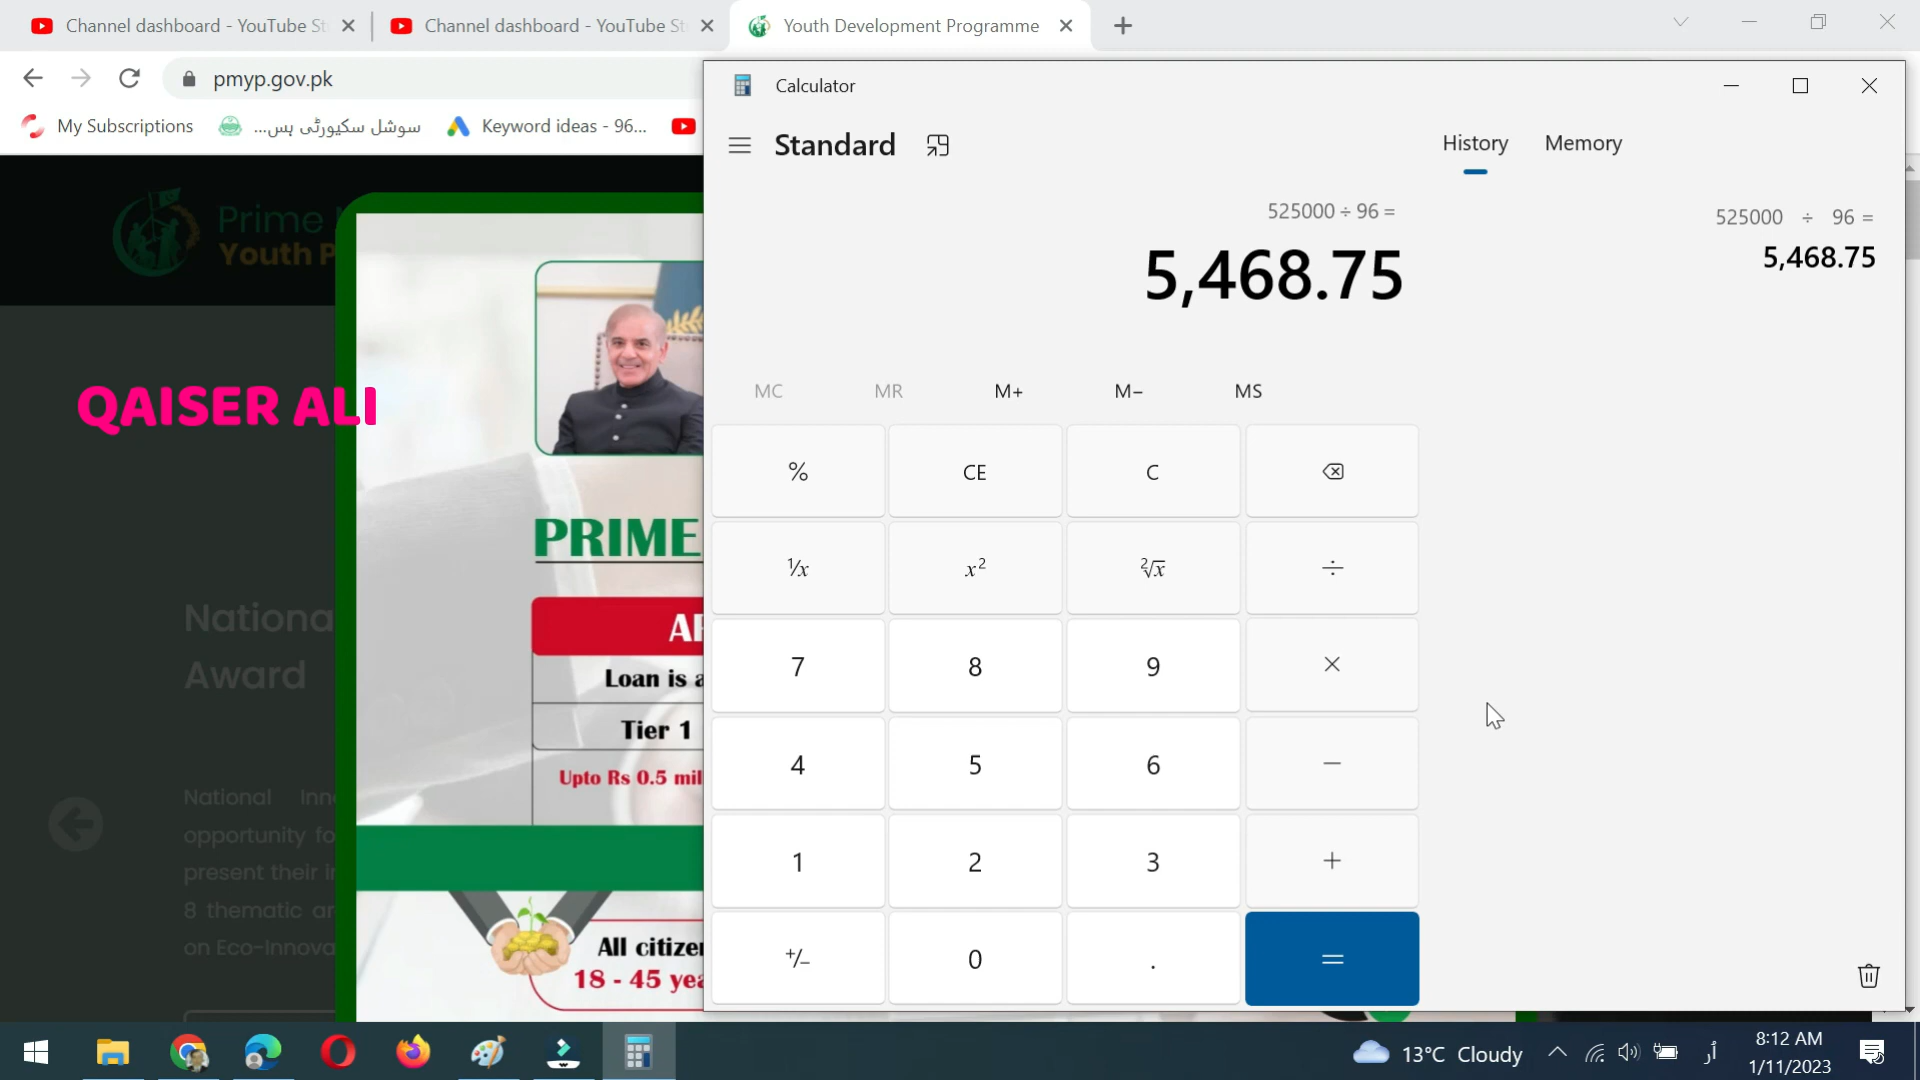 Channel dashboard - YouTube St
Channel dashboard - YouTube St
Youth Development Programme
pmyp.gov.pk
My Subscriptions
سوشل سکیورٹی ہس...
Keyword ideas - 96...
Calculator
Standard
History
Memory
525000 ÷ 96 =
5,468.75
525000 ÷ 96 =
5,468.75
MC
MR
M+
M−
MS
%
CE
C
¹⁄x
x²
²√x
÷
7
8
9
×
4
5
6
−
1
2
3
+
+/−
0
.
=
Prime
Youth P
QAISER ALI
Nationa
Award
National Inn
opportunity fo
present their i
8 thematic ar
on Eco-Innova
PRIME
AP
Loan is a
Tier 1
Upto Rs 0.5 mil
All citize
18 - 45 yea
13°C Cloudy
أر
8:12 AM
1/11/2023